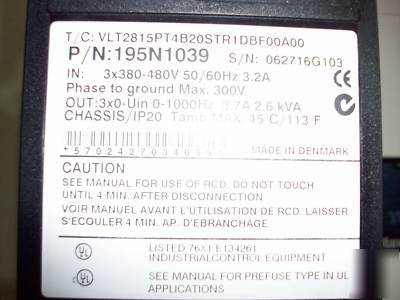 T/C: VLT2815PT4B20STR1DBF00A00
P/N:195N1039 S/N: 062716G103
IN: 3x380-480V 50/60Hz 3.2A
Phase to ground Max. 300V
OUT:3x0-Uin 0-1000Hz 3.7A 2.6 kVA
CHASSIS/IP20 Tamb MAX. 45°C/113°F
MADE IN DENMARK
CAUTION
SEE MANUAL FOR USE OF RCD. DO NOT TOUCH
UNTIL 4 MIN. AFTER DISCONNECTION
VOIR MANUEL AVANT L'UTILISATION DE RCD. LAISSER
S'ECOULER 4 MIN. AP. D'EBRANCHAGE
UL LISTED 76X1 E134261
INDUSTRIAL CONTROL EQUIPMENT
UL SEE MANUAL FOR PREFUSE TYPE IN UL
APPLICATIONS